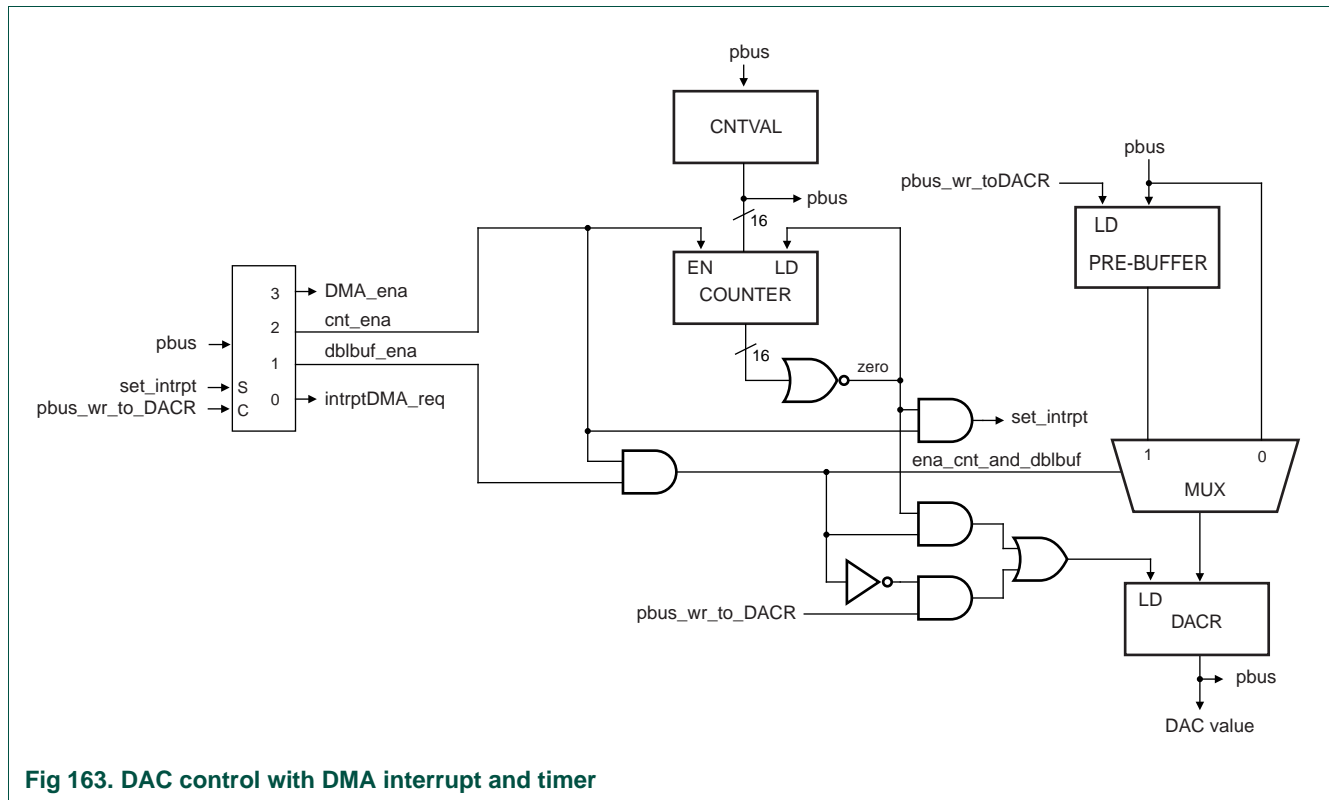 pbus
CNTVAL
pbus
16
pbus
pbus_wr_toDACR
LD
PRE-BUFFER
EN LD
COUNTER
16
zero
3 DMA_ena
2 cnt_ena
1 dblbuf_ena
0 intrptDMA_req
pbus
set_intrpt S
pbus_wr_to_DACR C
set_intrpt
ena_cnt_and_dblbuf
1 0
MUX
pbus_wr_to_DACR
LD
DACR
pbus
DAC value
Fig 163. DAC control with DMA interrupt and timer